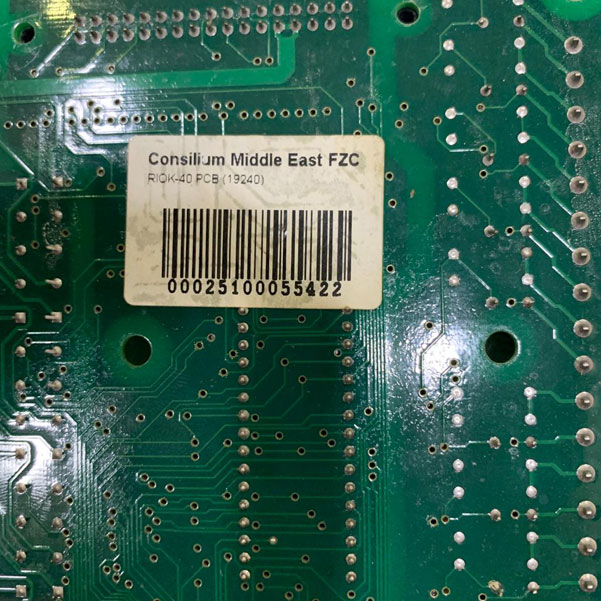 Consilium Middle East FZC
RIOK-40 PCB (19240)
00025100055422